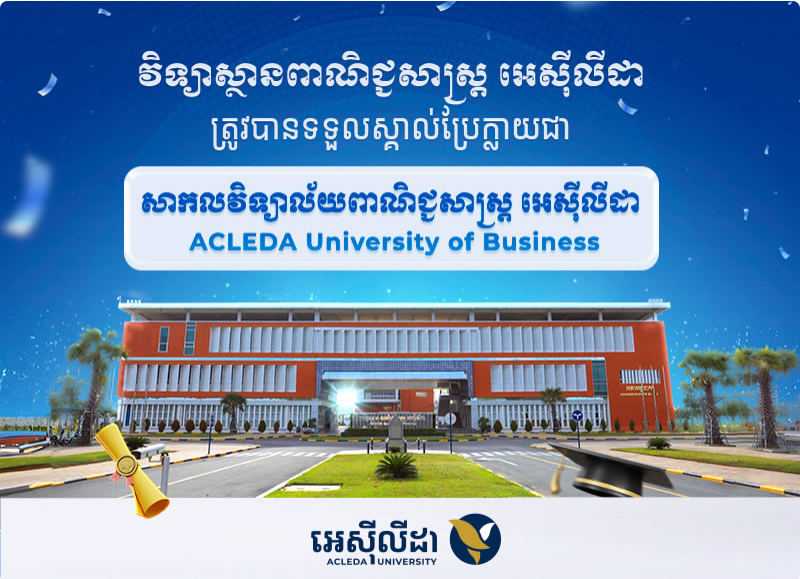 វិទ្យាស្ថានពាណិជ្ជសាស្ត្រ អេស៊ីលីដា
ត្រូវបានទទួលស្គាល់ប្រែក្លាយជា
សាកលវិទ្យាល័យពាណិជ្ជសាស្ត្រ អេស៊ីលីដា
ACLEDA University of Business
អេស៊ីលីដា
ACLEDA UNIVERSITY